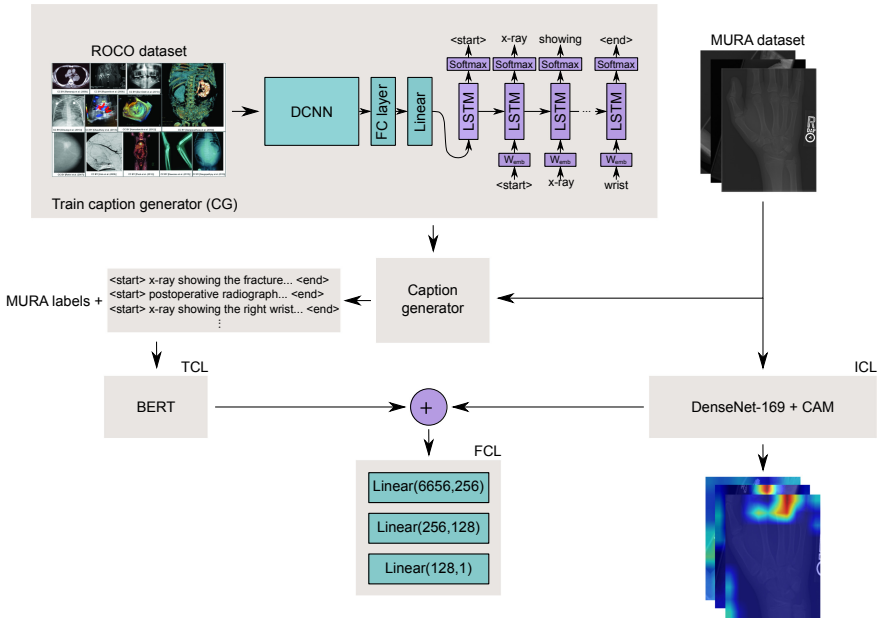 ROCO dataset
<start> x-ray showing <end>
Softmax Softmax Softmax Softmax
DCNN
FC layer
Linear
LSTM LSTM LSTM ... LSTM
Wemb Wemb Wemb
<start> x-ray wrist
Train caption generator (CG)
MURA dataset
MURA labels +
<start> x-ray showing the fracture... <end>
<start> postoperative radiograph... <end>
<start> x-ray showing the right wrist... <end>
⋮
Caption
generator
TCL
BERT
+
ICL
DenseNet-169 + CAM
FCL
Linear(6656,256)
Linear(256,128)
Linear(128,1)